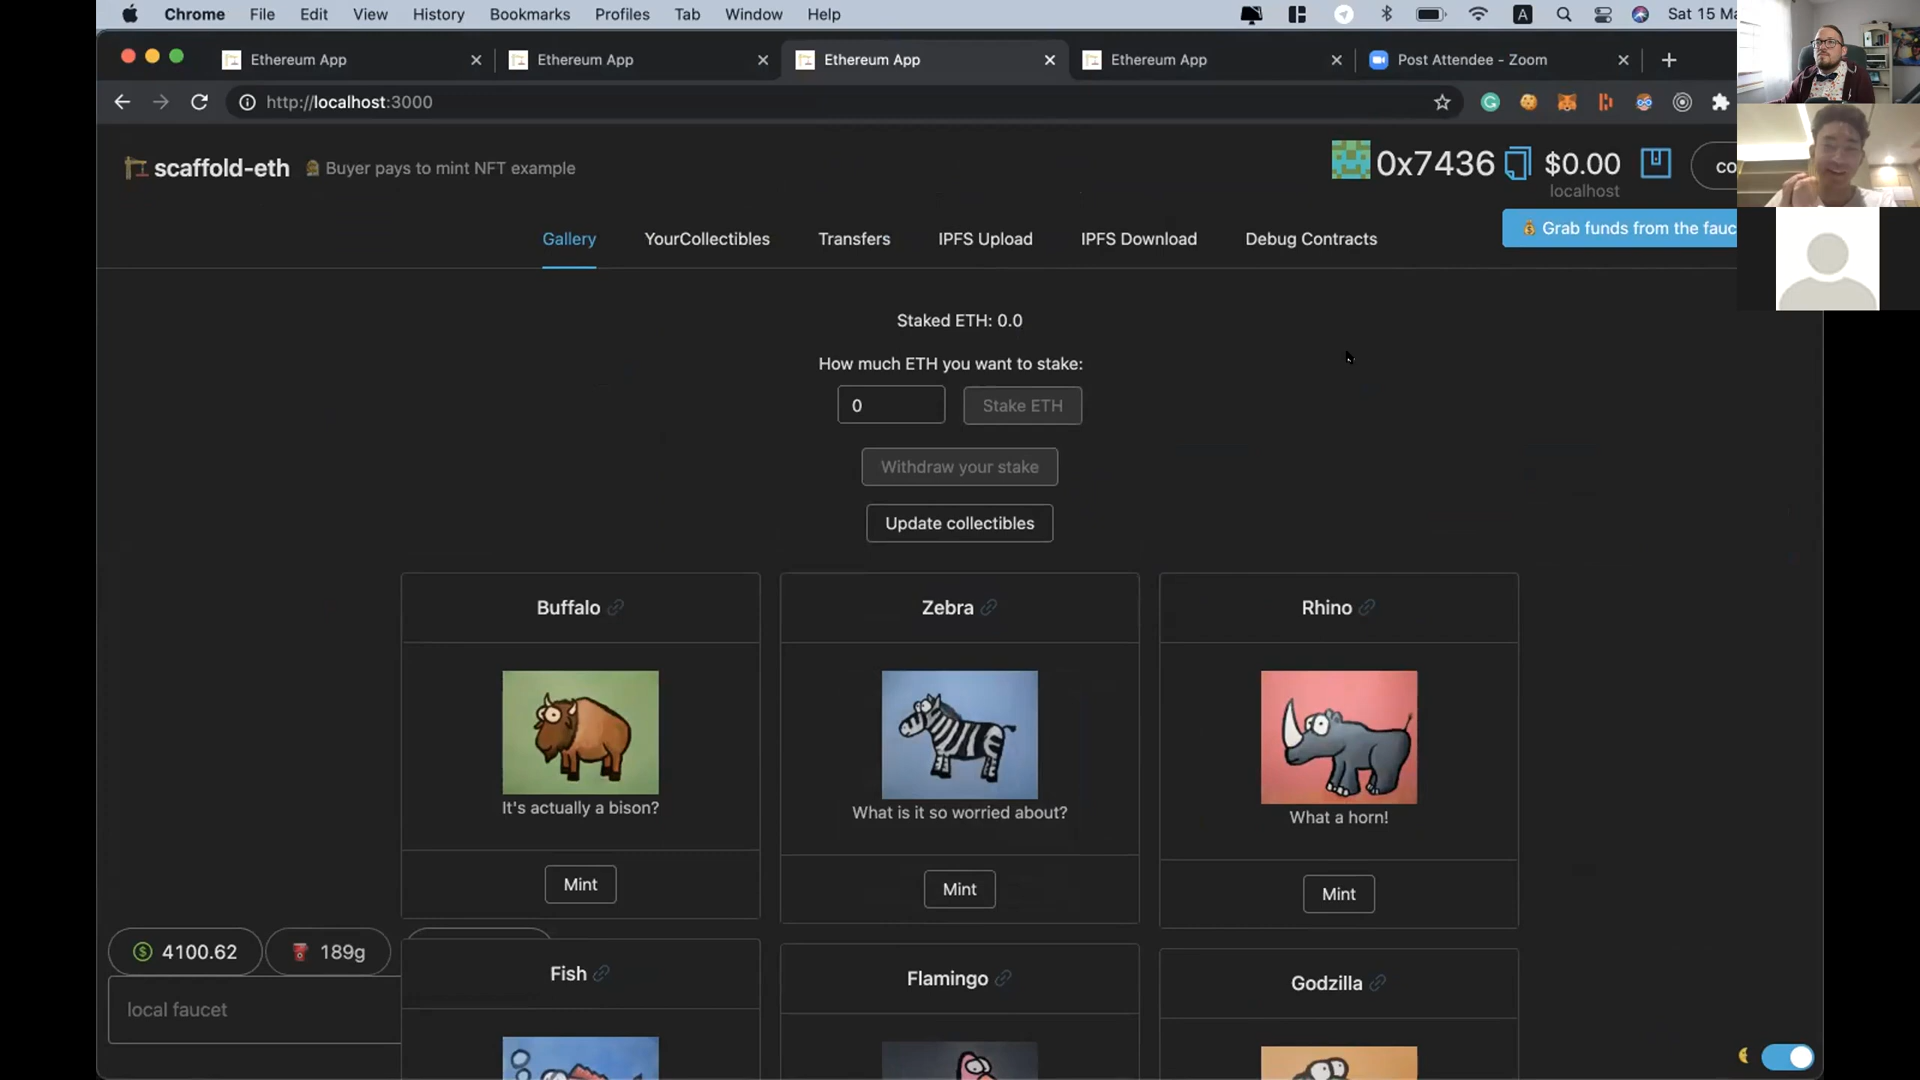 Chrome File Edit View History Bookmarks Profiles Tab Window Help A Sat 15
Ethereum App Ethereum App Ethereum App Ethereum App Post Attendee - Zoom
http://localhost:3000
scaffold-eth Buyer pays to mint NFT example 0x7436 $0.00
localhost
Grab funds from the
Gallery YourCollectibles Transfers IPFS Upload IPFS Download Debug Contracts
Staked ETH: 0.0
How much ETH you want to stake:
0 Stake ETH
Withdraw your stake
Update collectibles
Buffalo Zebra Rhino
It's actually a bison? What is it so worried about? What a horn!
Mint Mint Mint
4100.62 189g
Fish Flamingo Godzilla
local faucet